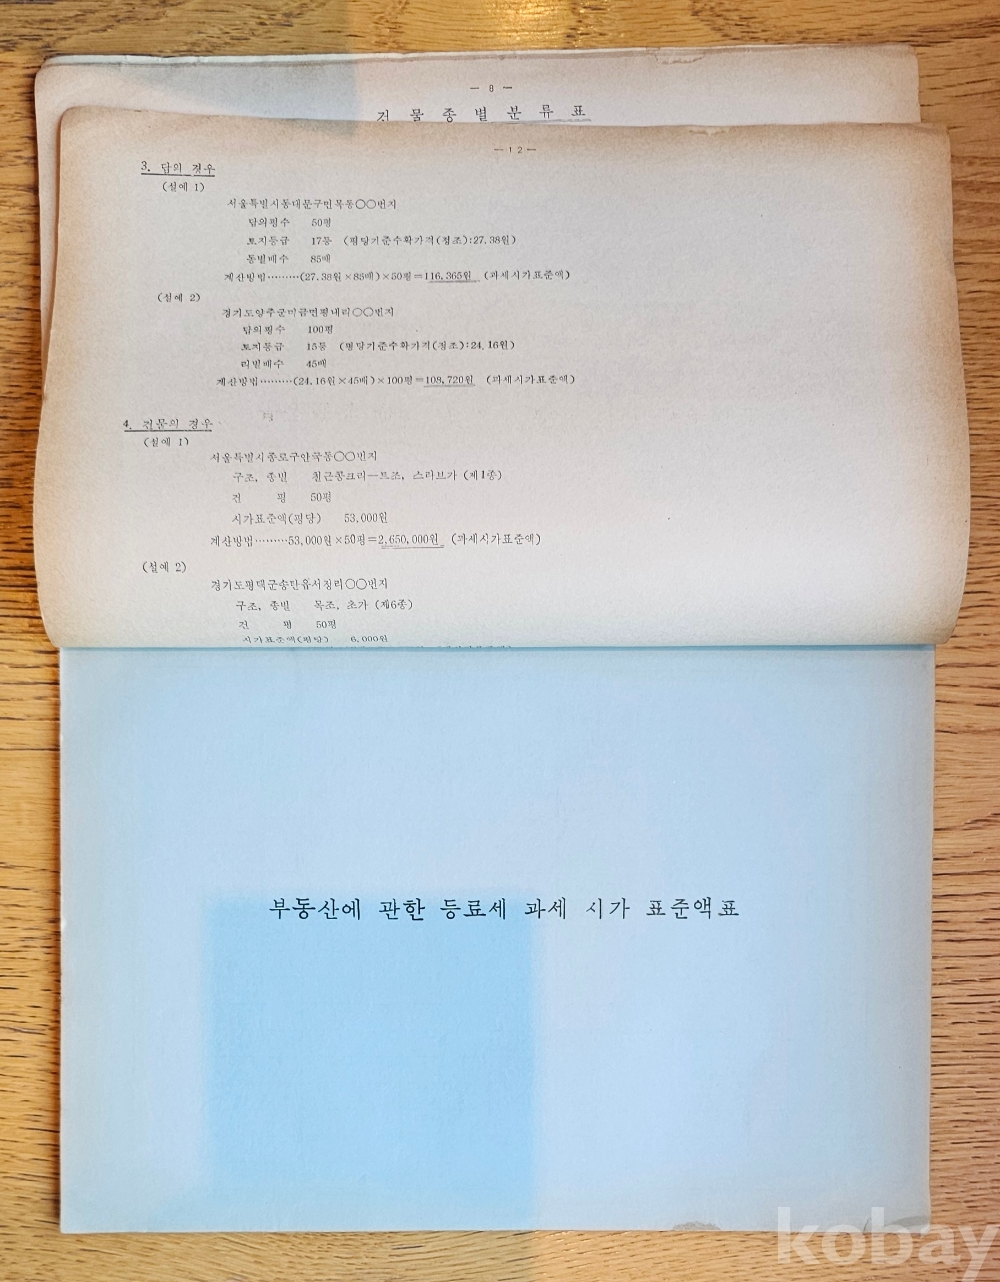 — 8 —
건 물 종 별 분 류 표
— 12 —
3. 답의 경우
(설예 1)
서울특별시동대문구면목동○○번지
답의평수 50평
토지등급 17등 (평당기준수확가격(정조):27.38원)
동별배수 85배
계산방법………(27.38원×85배)×50평=116,365원 (과세시가표준액)
(설예 2)
경기도양주군미금면평내리○○번지
답의평수 100평
토지등급 15등 (평당기준수확가격(정조):24.16원)
리별배수 45배
계산방법………(24.16원×45배)×100평=108,720원 (과세시가표준액)
4. 건물의 경우
(설예 1)
서울특별시종로구안국동○○번지
구조, 종별 철근콩크리—트조, 스라브가 (제1종)
건 평 50평
시가표준액(평당) 53,000원
계산방법………53,000원×50평=2,650,000원 (과세시가표준액)
(설예 2)
경기도평택군송탄읍서정리○○번지
구조, 종별 목조, 초가 (제6종)
건 평 50평
시가표준액(평당) 6,000원
부동산에 관한 등록세 과세 시가 표준액표
kobay